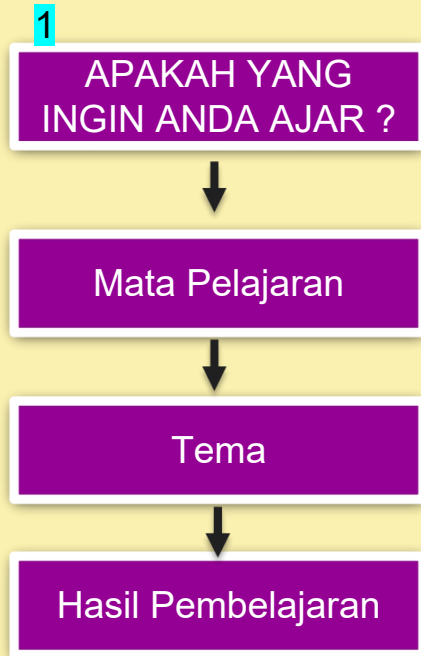 1
APAKAH YANG
INGIN ANDA AJAR ?
Mata Pelajaran
Tema
Hasil Pembelajaran